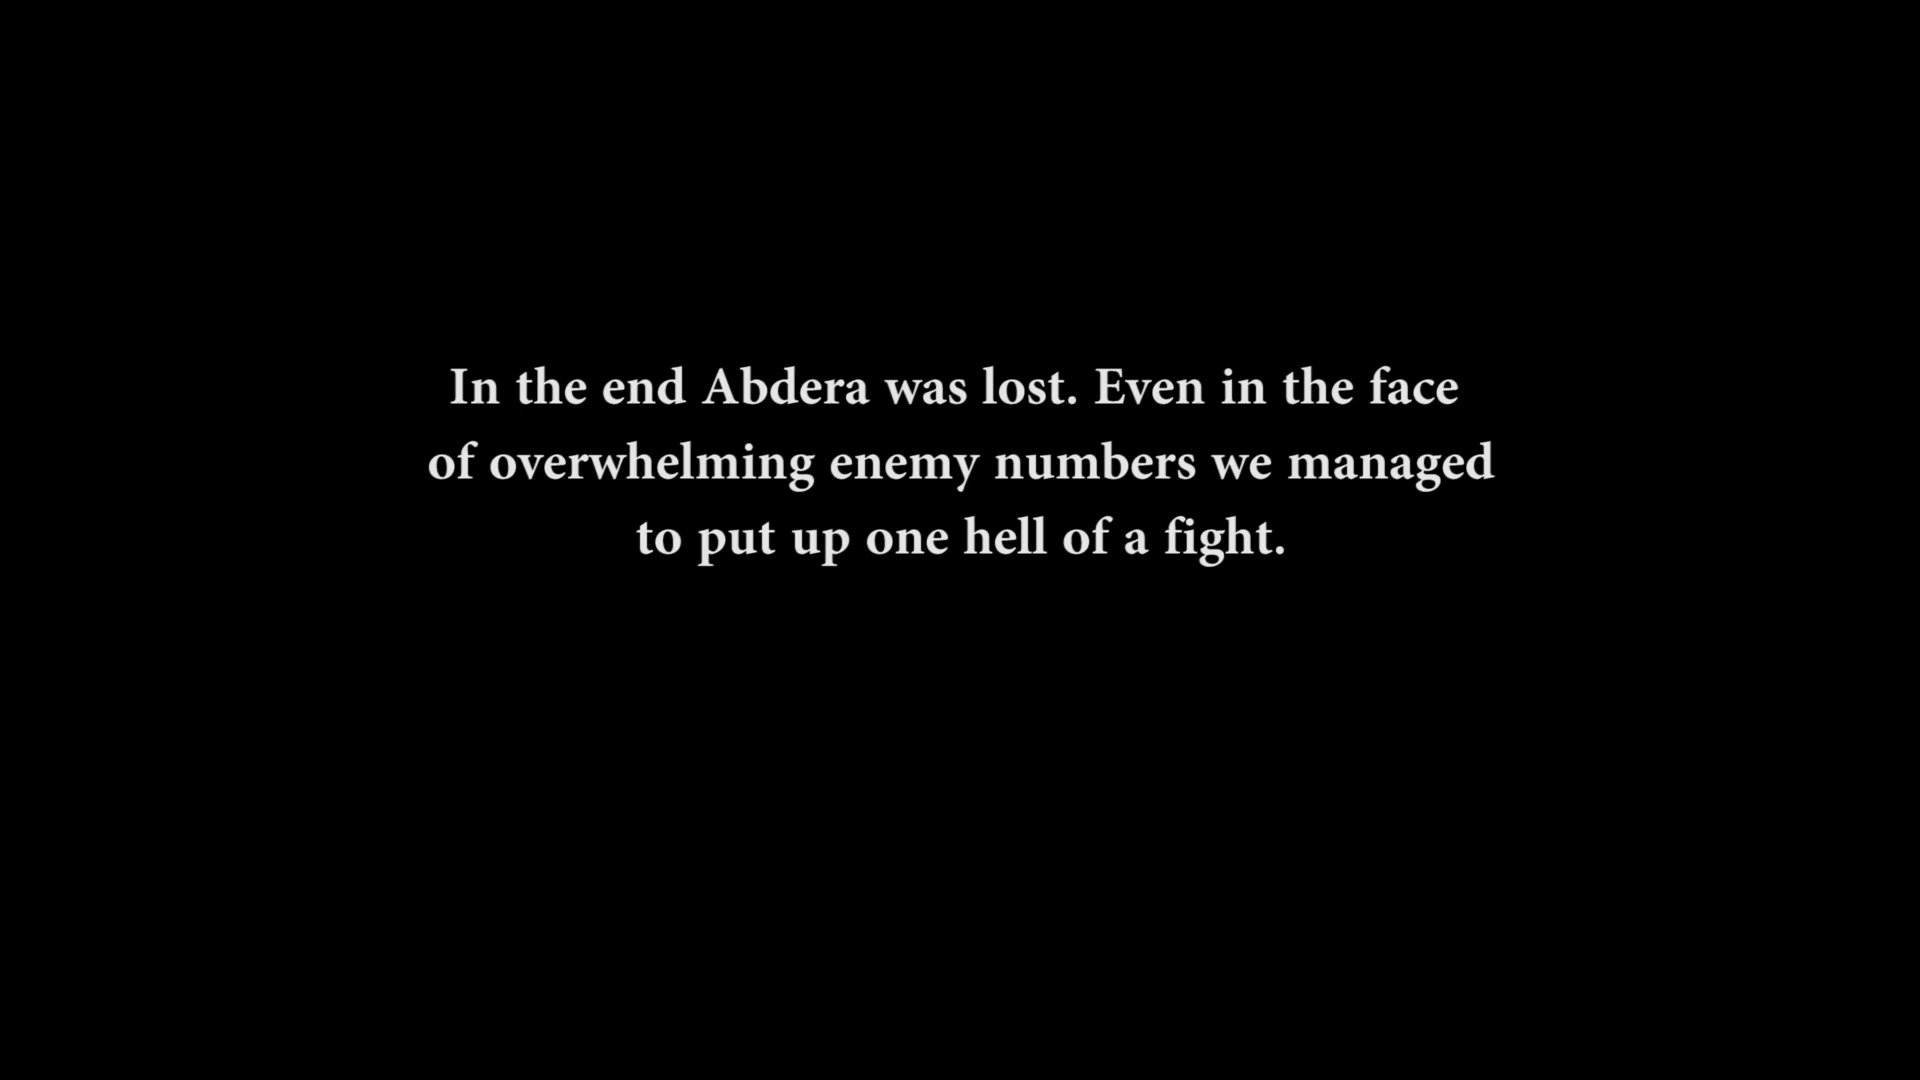 In the end Abdera was lost. Even in the face
of overwhelming enemy numbers we managed
to put up one hell of a fight.